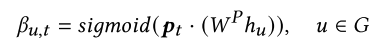 β_{u,t} = sigmoid(p_t · (W^P h_u)), u ∈ G